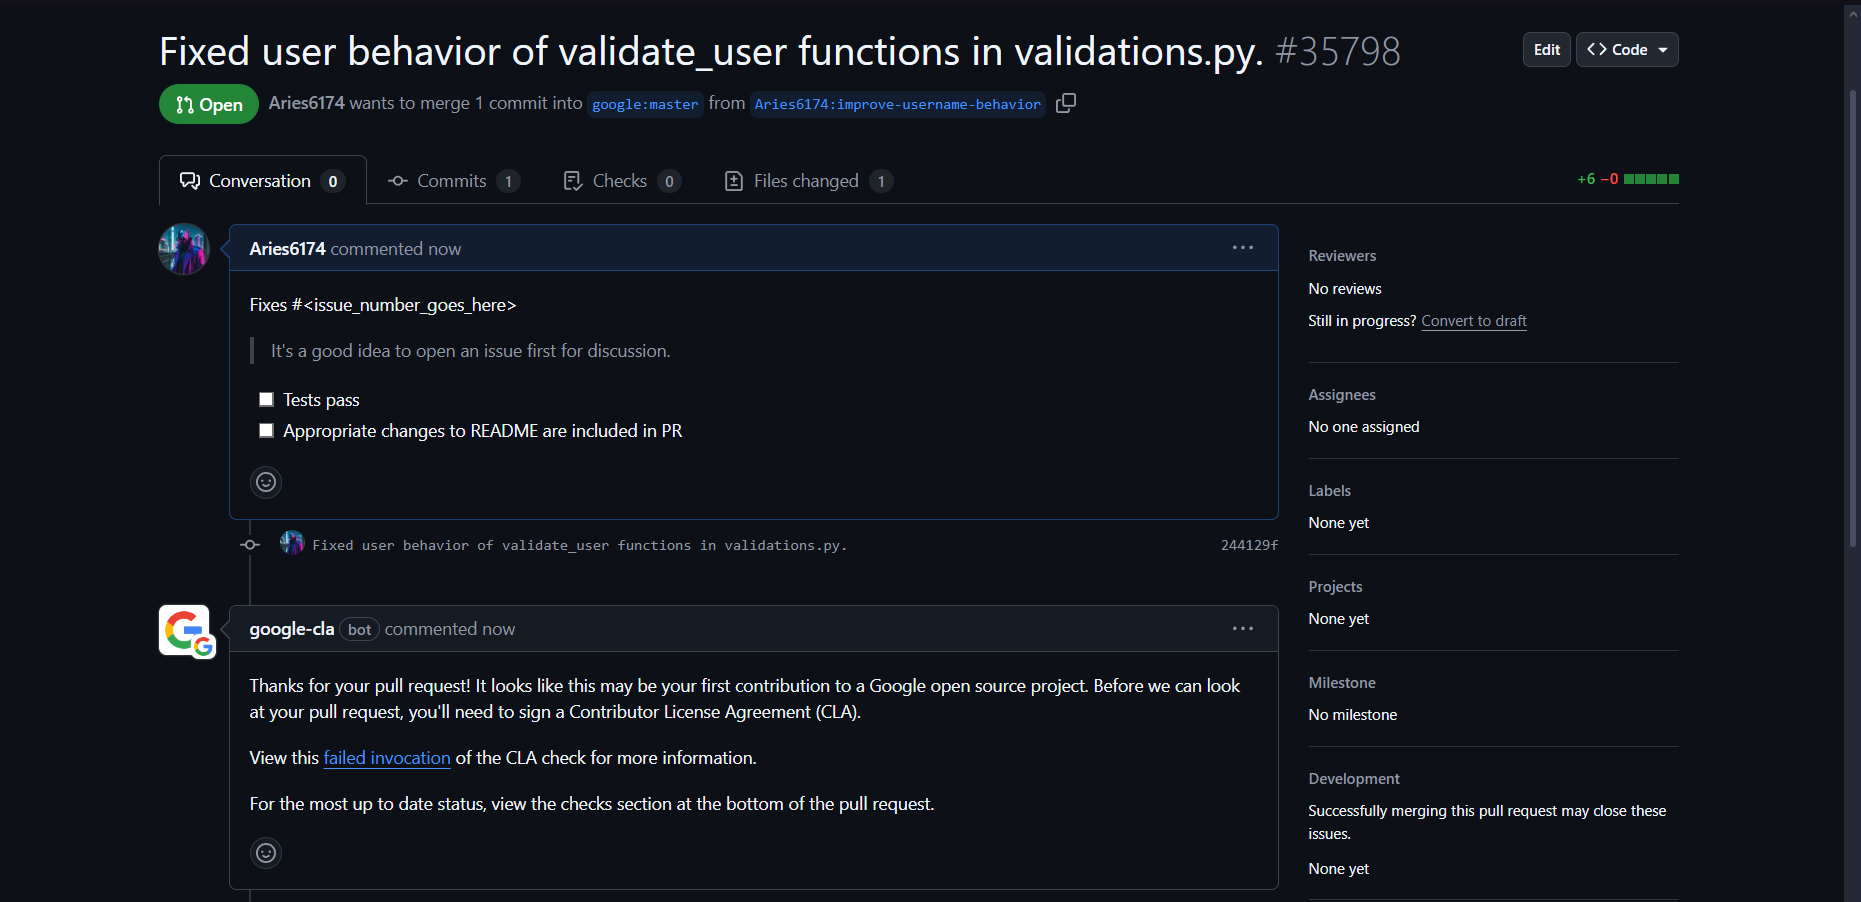 Fixed user behavior of validate_user functions in validations.py. #35798
Edit
<> Code
Open
Aries6174 wants to merge 1 commit into google:master from Aries6174:improve-username-behavior
Conversation 0
Commits 1
Checks 0
Files changed 1
+6 −0
Aries6174 commented now
Fixes #<issue_number_goes_here>
It's a good idea to open an issue first for discussion.
Tests pass
Appropriate changes to README are included in PR
Fixed user behavior of validate_user functions in validations.py.
244129f
google-cla bot commented now
Thanks for your pull request! It looks like this may be your first contribution to a Google open source project. Before we can look
at your pull request, you'll need to sign a Contributor License Agreement (CLA).
View this failed invocation of the CLA check for more information.
For the most up to date status, view the checks section at the bottom of the pull request.
Reviewers
No reviews
Still in progress? Convert to draft
Assignees
No one assigned
Labels
None yet
Projects
None yet
Milestone
No milestone
Development
Successfully merging this pull request may close these
issues.
None yet